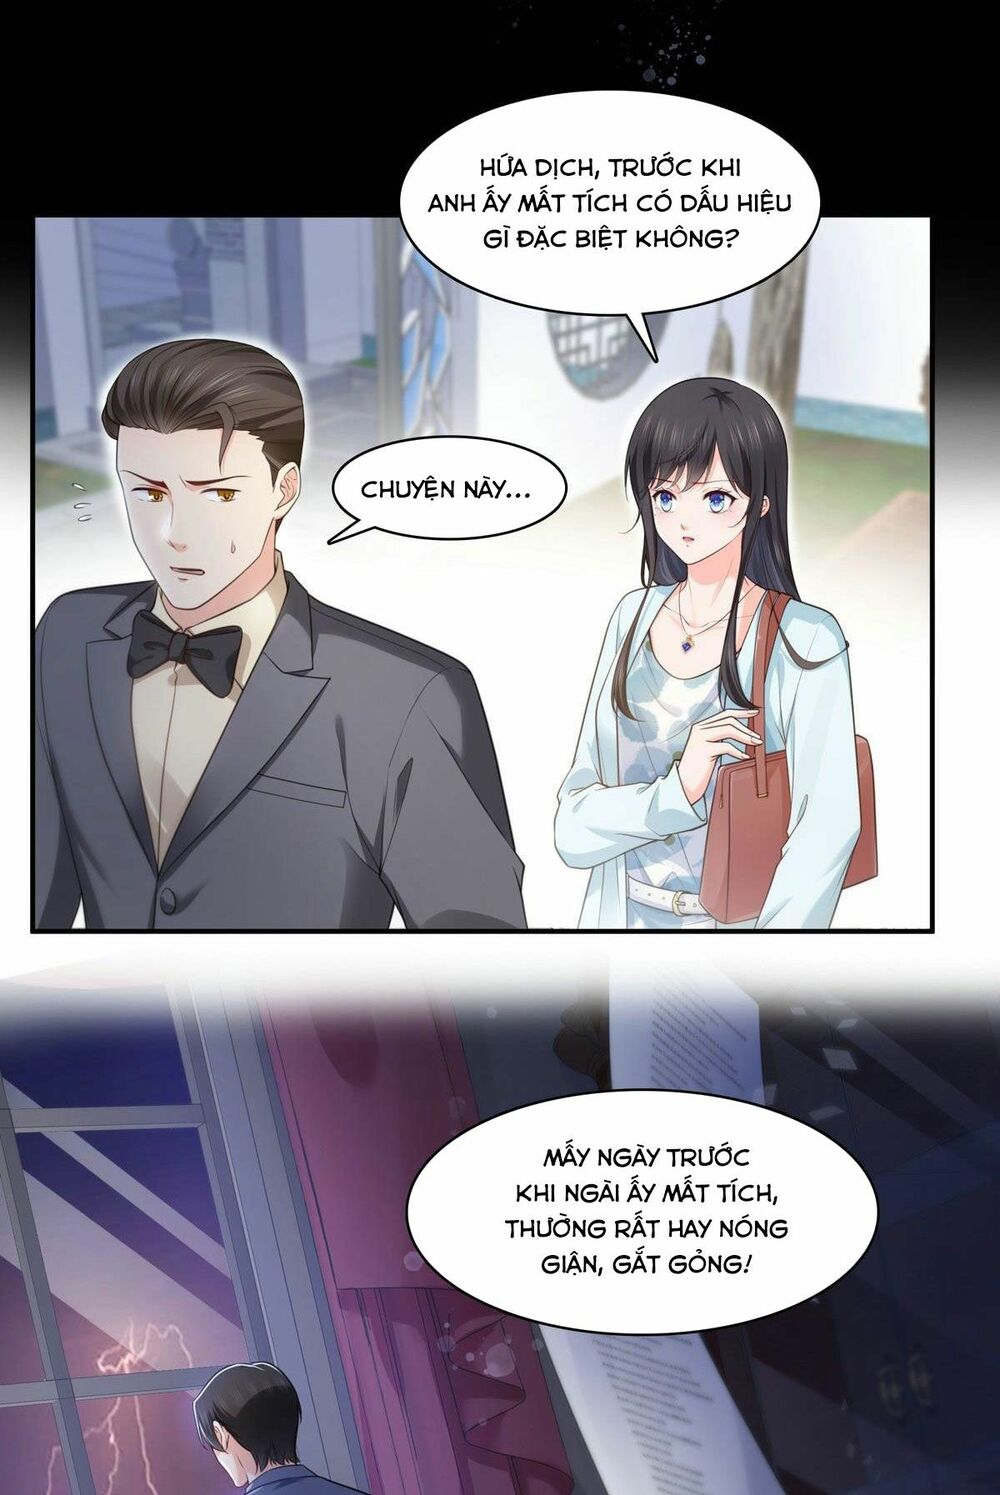 HỨA DỊCH, TRƯỚC KHI
ANH ẤY MẤT TÍCH CÓ DẤU HIỆU
GÌ ĐẶC BIỆT KHÔNG?
CHUYỆN NÀY...
MẤY NGÀY TRƯỚC
KHI NGÀI ẤY MẤT TÍCH,
THƯỜNG RẤT HAY NÓNG
GIẬN, GẮT GỎNG!